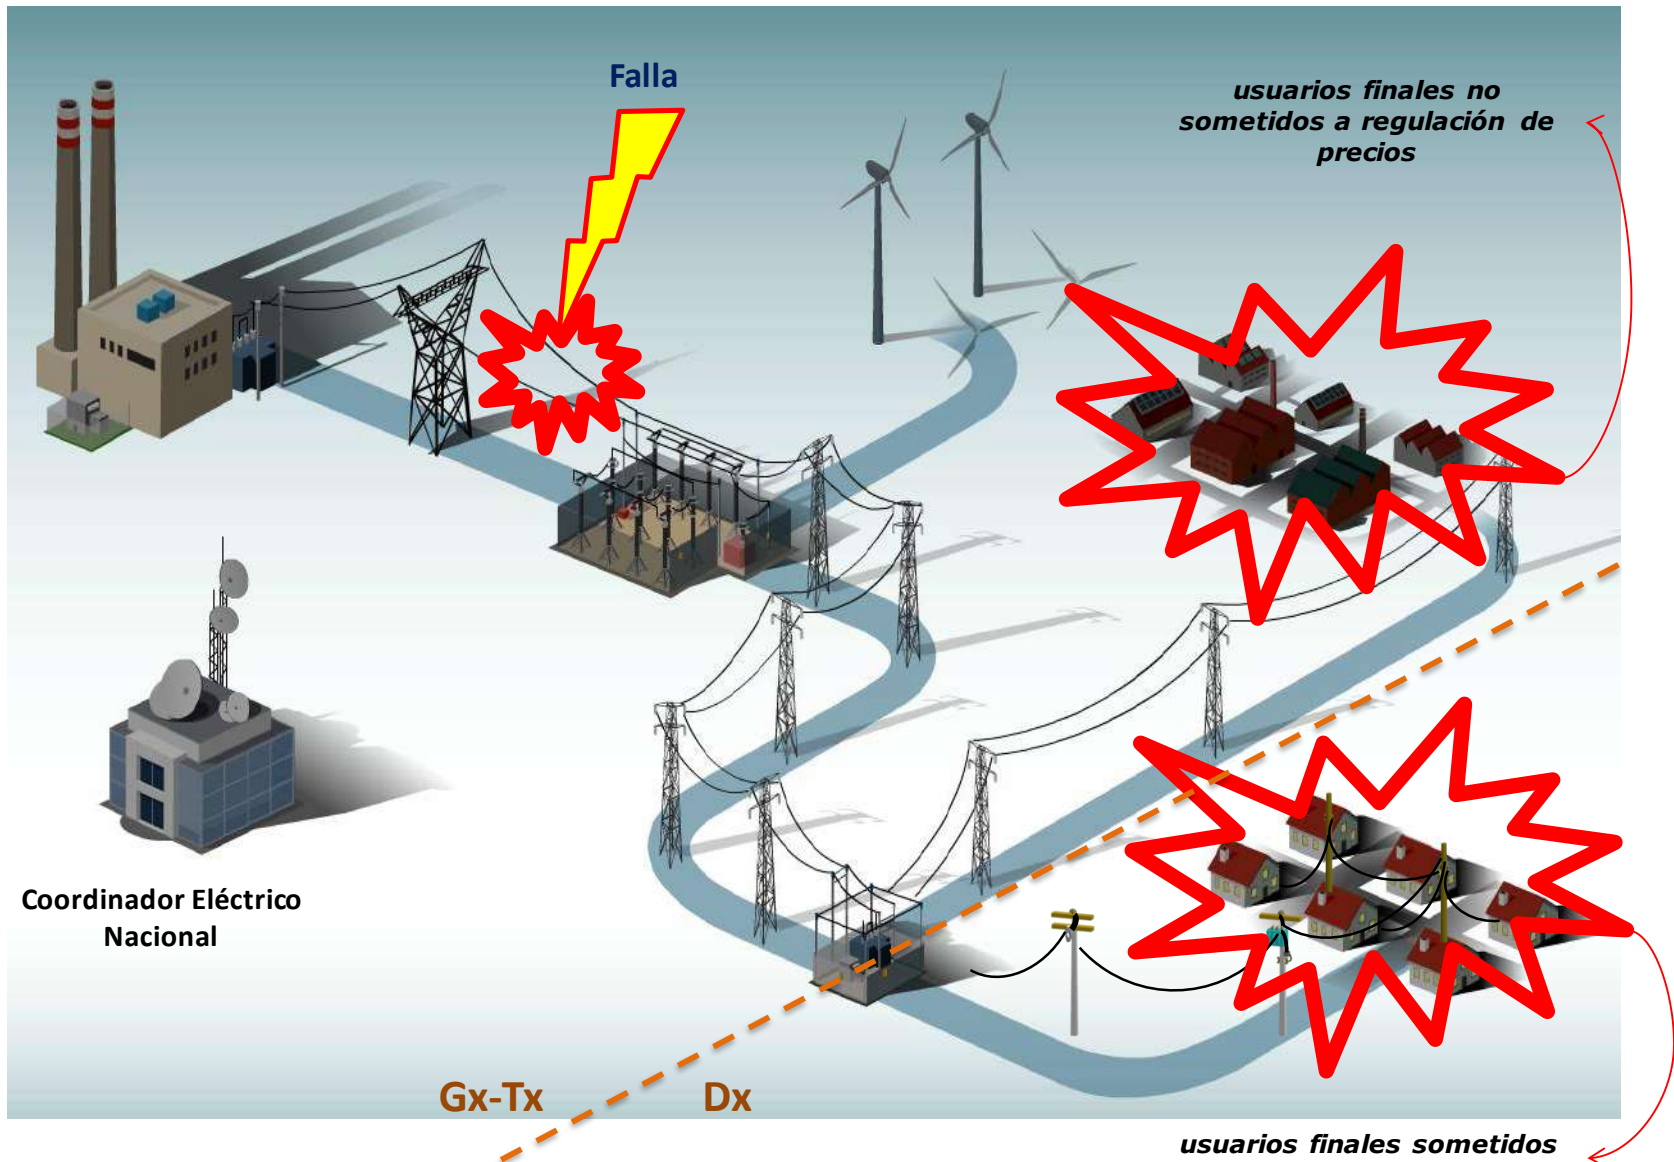 Falla
usuarios finales no
sometidos a regulación de
precios
Coordinador Eléctrico
Nacional
Gx-Tx
Dx
usuarios finales sometidos